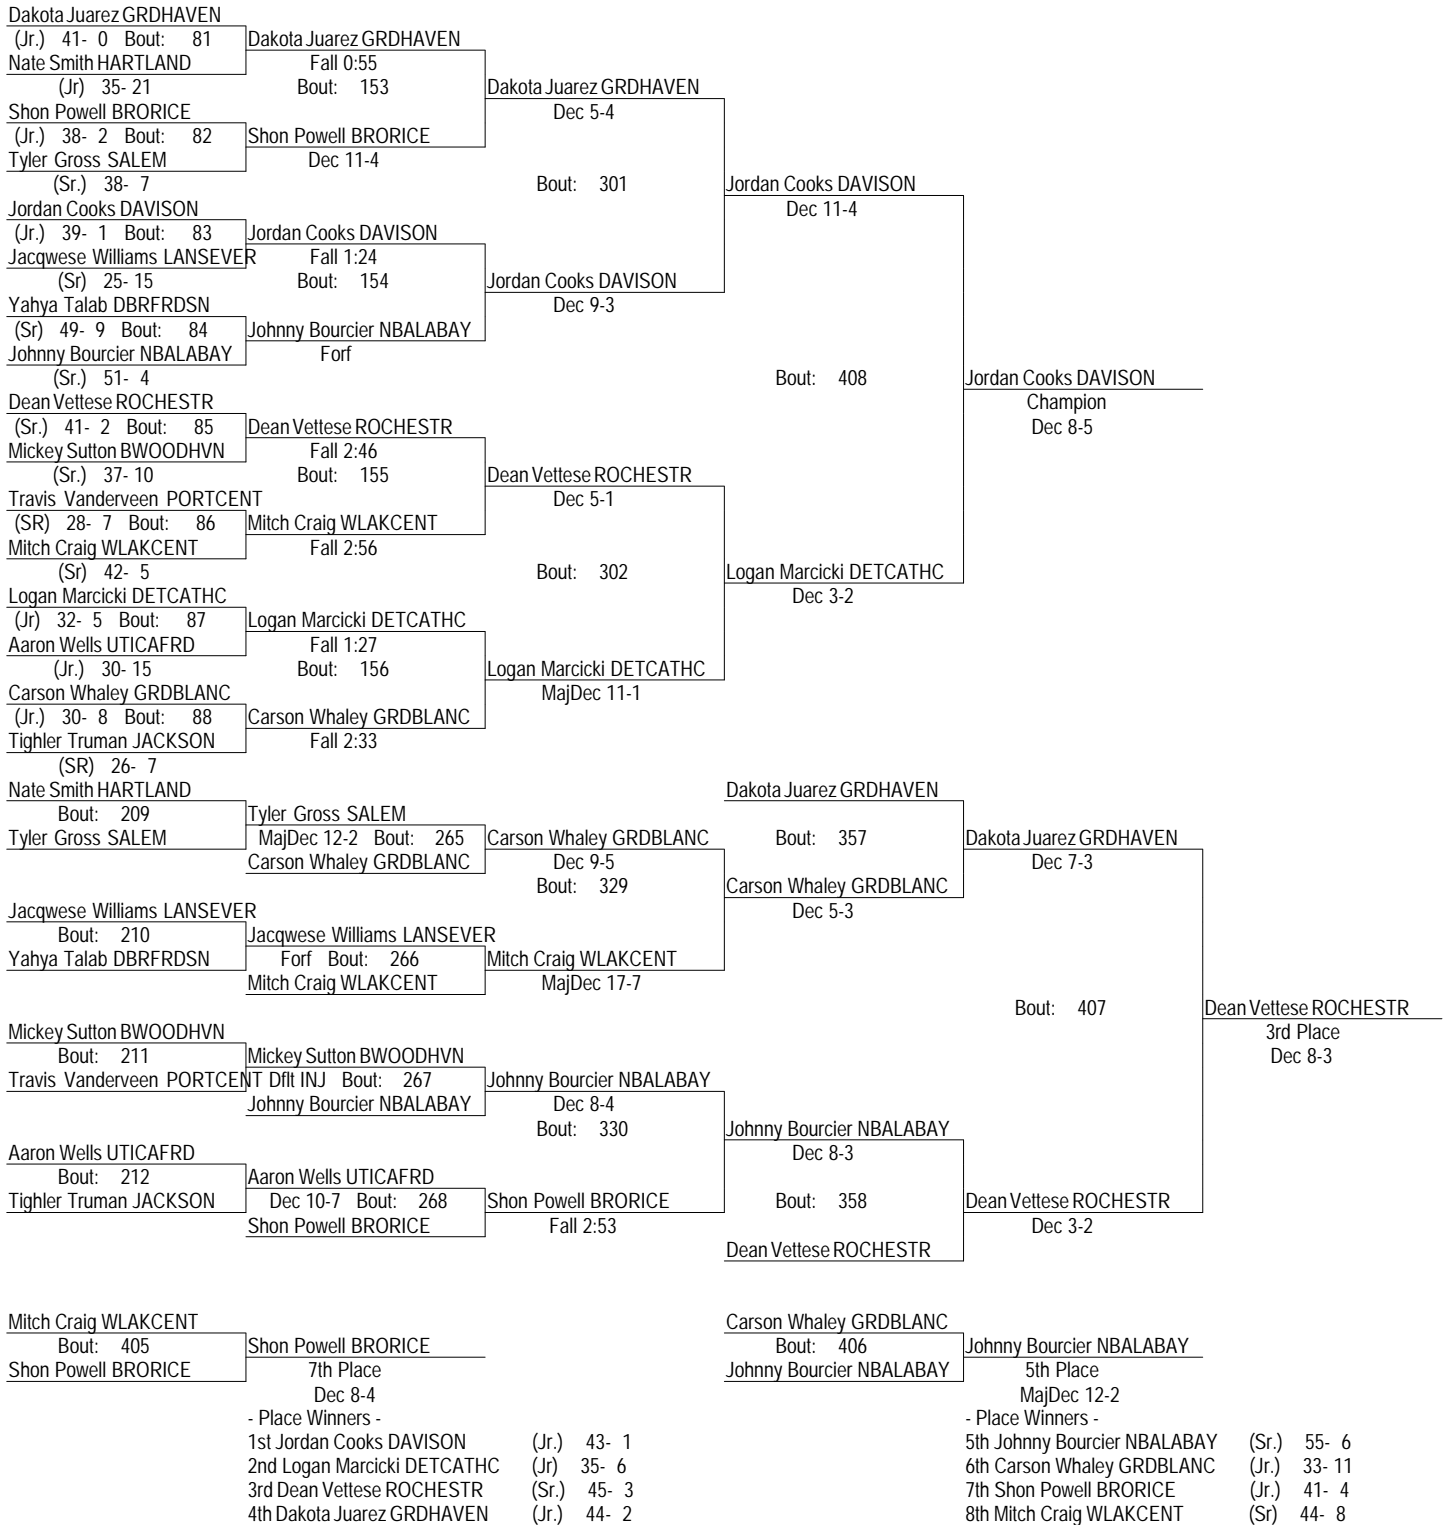 Dakota Juarez GRDHAVEN
(Jr.) 41- 0 Bout: 81 Dakota Juarez GRDHAVEN
Nate Smith HARTLAND Fall 0:55
(Jr) 35- 21 Bout: 153 Dakota Juarez GRDHAVEN
Shon Powell BRORICE Dec 5-4
(Jr.) 38- 2 Bout: 82 Shon Powell BRORICE
Tyler Gross SALEM Dec 11-4
(Sr.) 38- 7 Bout: 301 Jordan Cooks DAVISON
Jordan Cooks DAVISON Dec 11-4
(Jr.) 39- 1 Bout: 83 Jordan Cooks DAVISON
Jacqwese Williams LANSEVER Fall 1:24
(Sr) 25- 15 Bout: 154 Jordan Cooks DAVISON
Yahya Talab DBRFRDSN Dec 9-3
(Sr) 49- 9 Bout: 84 Johnny Bourcier NBALABAY
Johnny Bourcier NBALABAY Forf
(Sr.) 51- 4 Bout: 408 Jordan Cooks DAVISON
Dean Vettese ROCHESTR Champion
(Sr.) 41- 2 Bout: 85 Dean Vettese ROCHESTR Dec 8-5
Mickey Sutton BWOODHVN Fall 2:46
(Sr.) 37- 10 Bout: 155 Dean Vettese ROCHESTR
Travis Vanderveen PORTCENT Dec 5-1
(SR) 28- 7 Bout: 86 Mitch Craig WLAKCENT
Mitch Craig WLAKCENT Fall 2:56
(Sr) 42- 5 Bout: 302 Logan Marcicki DETCATHC
Logan Marcicki DETCATHC Dec 3-2
(Jr) 32- 5 Bout: 87 Logan Marcicki DETCATHC
Aaron Wells UTICAFRD Fall 1:27
(Jr.) 30- 15 Bout: 156 Logan Marcicki DETCATHC
Carson Whaley GRDBLANC MajDec 11-1
(Jr.) 30- 8 Bout: 88 Carson Whaley GRDBLANC
Tighler Truman JACKSON Fall 2:33
(SR) 26- 7
Nate Smith HARTLAND Dakota Juarez GRDHAVEN
Bout: 209 Tyler Gross SALEM
Tyler Gross SALEM MajDec 12-2 Bout: 265 Carson Whaley GRDBLANC Bout: 357 Dakota Juarez GRDHAVEN
Carson Whaley GRDBLANC Dec 9-5 Dec 7-3
Bout: 329 Carson Whaley GRDBLANC
Jacqwese Williams LANSEVER Dec 5-3
Bout: 210 Jacqwese Williams LANSEVER
Yahya Talab DBRFRDSN Forf Bout: 266 Mitch Craig WLAKCENT
Mitch Craig WLAKCENT MajDec 17-7
Bout: 407 Dean Vettese ROCHESTR
Mickey Sutton BWOODHVN 3rd Place
Bout: 211 Mickey Sutton BWOODHVN Dec 8-3
Travis Vanderveen PORTCENT Dflt INJ Bout: 267 Johnny Bourcier NBALABAY
Johnny Bourcier NBALABAY Dec 8-4
Bout: 330 Johnny Bourcier NBALABAY
Aaron Wells UTICAFRD Dec 8-3
Bout: 212 Aaron Wells UTICAFRD
Tighler Truman JACKSON Dec 10-7 Bout: 268 Shon Powell BRORICE Bout: 358 Dean Vettese ROCHESTR
Shon Powell BRORICE Fall 2:53 Dec 3-2
Dean Vettese ROCHESTR
Mitch Craig WLAKCENT Carson Whaley GRDBLANC
Bout: 405 Shon Powell BRORICE Bout: 406 Johnny Bourcier NBALABAY
Shon Powell BRORICE 7th Place Johnny Bourcier NBALABAY 5th Place
Dec 8-4 MajDec 12-2
- Place Winners - - Place Winners -
1st Jordan Cooks DAVISON (Jr.) 43- 1 5th Johnny Bourcier NBALABAY (Sr.) 55- 6
2nd Logan Marcicki DETCATHC (Jr) 35- 6 6th Carson Whaley GRDBLANC (Jr.) 33- 11
3rd Dean Vettese ROCHESTR (Sr.) 45- 3 7th Shon Powell BRORICE (Jr.) 41- 4
4th Dakota Juarez GRDHAVEN (Jr.) 44- 2 8th Mitch Craig WLAKCENT (Sr) 44- 8